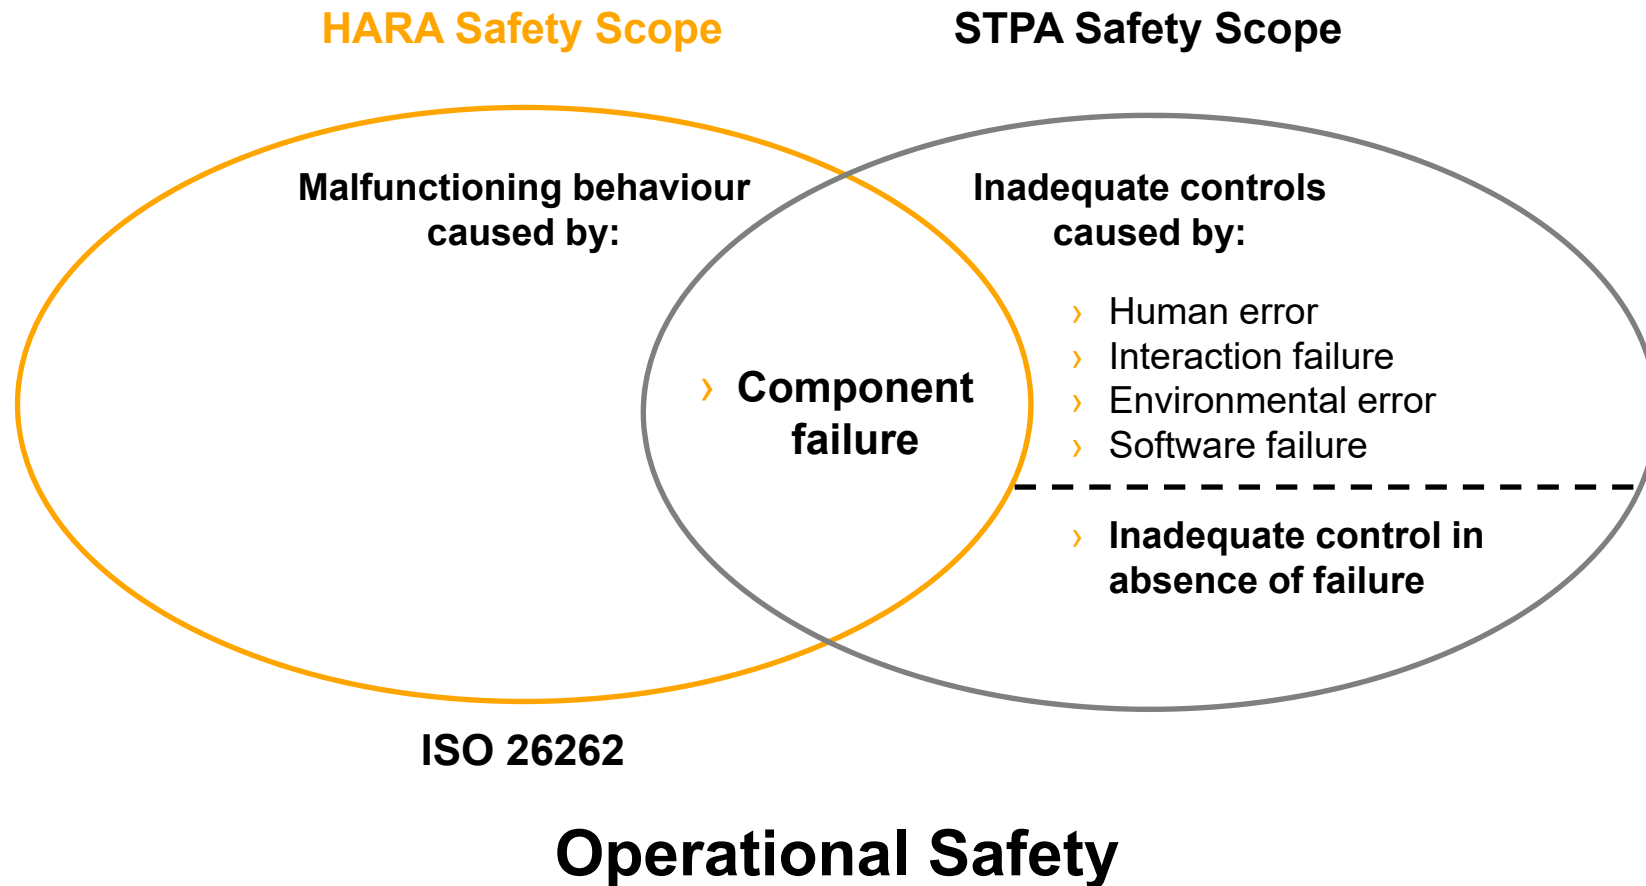 HARA Safety Scope
STPA Safety Scope
Malfunctioning behaviour
caused by:
Inadequate controls
caused by:
› Human error
› Interaction failure
› Environmental error
› Software failure
› Component
failure
› Inadequate control in
absence of failure
ISO 26262
Operational Safety